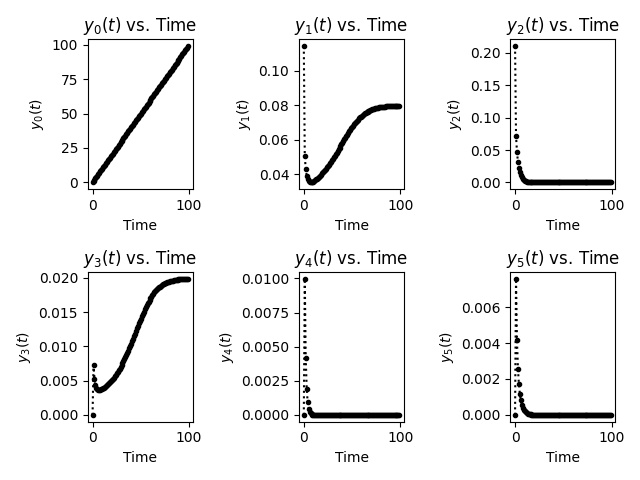 y₀(t) vs. Time
100
75
50
25
0
y₀(t)
0
100
Time
y₁(t) vs. Time
0.10
0.08
0.06
0.04
y₁(t)
0
100
Time
y₂(t) vs. Time
0.20
0.15
0.10
0.05
0.00
y₂(t)
0
100
Time
y₃(t) vs. Time
0.020
0.015
0.010
0.005
0.000
y₃(t)
0
100
Time
y₄(t) vs. Time
0.0100
0.0075
0.0050
0.0025
0.0000
y₄(t)
0
100
Time
y₅(t) vs. Time
0.006
0.004
0.002
0.000
y₅(t)
0
100
Time